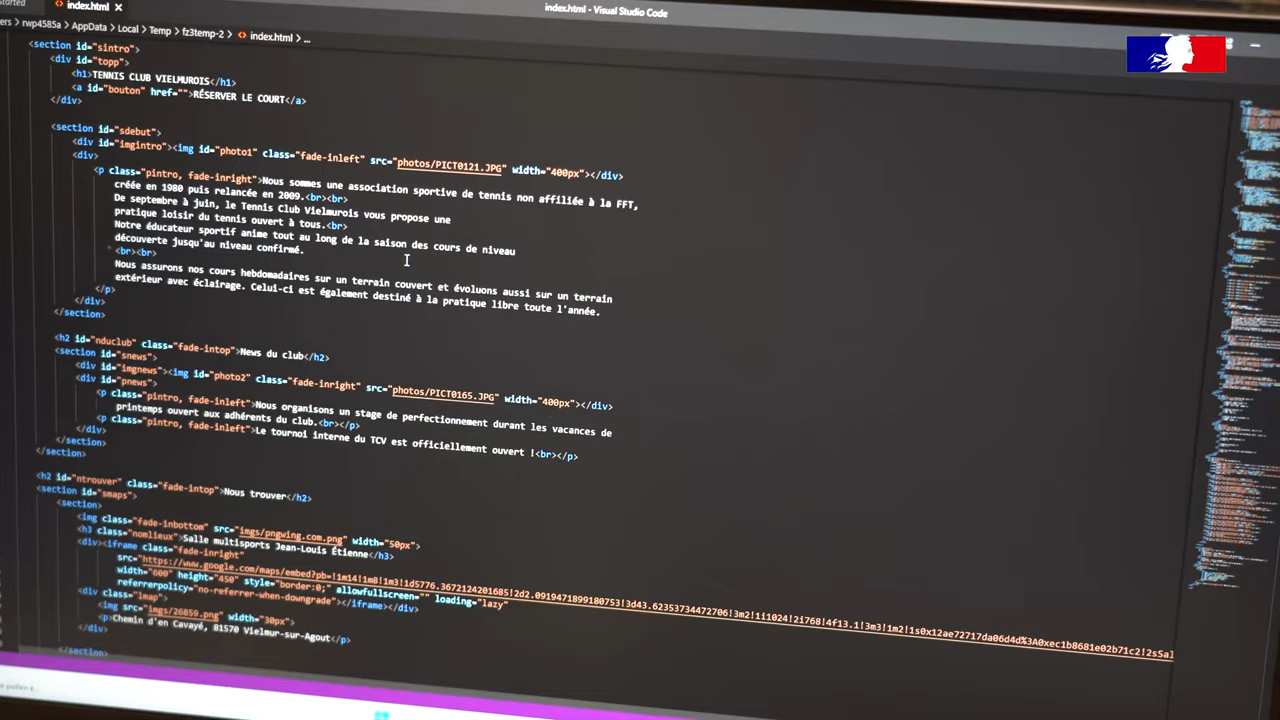 index.html - Visual Studio Code
index.html
rwp4585a > AppData > Local > Temp > fz3temp-2 > <> index.html > ...
<section id="sintro">
<div id="topp">
<h1>TENNIS CLUB VIELMUROIS</h1>
<a id="bouton" href="">RÉSERVER LE COURT</a>
</div>
<section id="sdebut">
<div id="imgintro"><img id="photo1" class="fade-inleft" src="photos/PICT0121.JPG" width="400px"></div>
<div>
<p class="pintro, fade-inright">Nous sommes une association sportive de tennis non affiliée à la FFT,
créée en 1980 puis relancée en 2009.<br><br>
De septembre à juin, le Tennis Club Vielmurois vous propose une
pratique loisir du tennis ouvert à tous.<br>
Notre éducateur sportif anime tout au long de la saison des cours de niveau
découverte jusqu'au niveau confirmé.
<br><br>
Nous assurons nos cours hebdomadaires sur un terrain couvert et évoluons aussi sur un terrain
extérieur avec éclairage. Celui-ci est également destiné à la pratique libre toute l'année.
</p>
</div>
</section>
<h2 id="nduclub" class="fade-intop">News du club</h2>
<section id="snews">
<div id="imgnews"><img id="photo2" class="fade-inright" src="photos/PICT0165.JPG" width="400px"></div>
<div id="pnews">
<p class="pintro, fade-inleft">Nous organisons un stage de perfectionnement durant les vacances de
printemps ouvert aux adhérents du club.<br></p>
<p class="pintro, fade-inleft">Le tournoi interne du TCV est officiellement ouvert !<br></p>
</div>
</section>
</section>
<h2 id="ntrouver" class="fade-intop">Nous trouver</h2>
<section id="smaps">
<section>
<img class="fade-inbottom" src="imgs/pngwing.com.png" width="50px">
<h3 class="nomlieux">Salle multisports Jean-Louis Étienne</h3>
<div><iframe class="fade-inright"
src="https://www.google.com/maps/embed?pb=!1m14!1m8!1m3!1d5776.3672124201685!2d2.0919471899180753!3d43.62353734472706!3m2!1i1024!2i768!4f13.1!3m3!1m2!1s0x12ae72717da06d4d%3A0xec1b8681e02b71c2!2sSal
width="600" height="450" style="border:0;" allowfullscreen="" loading="lazy"
referrerpolicy="no-referrer-when-downgrade"></iframe></div>
<div class="lmap">
<img src="imgs/26859.png" width="30px">
<p>Chemin d'en Cavayé, 81570 Vielmur-sur-Agout</p>
</div>
</section>